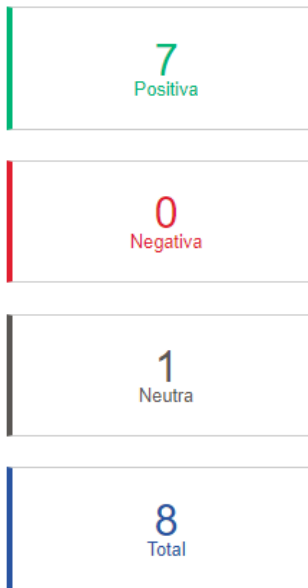 7
Positiva
0
Negativa
1
Neutra
8
Total